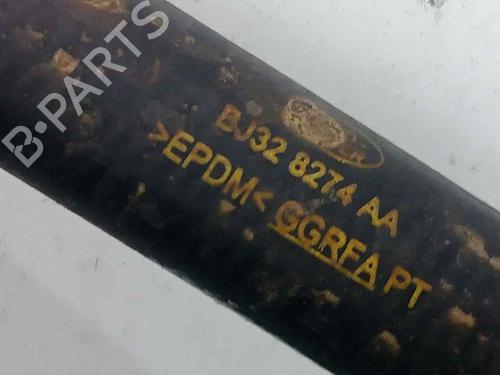 B-PARTS
BJ32 8274 AA
>EPDM< GGRFA PT